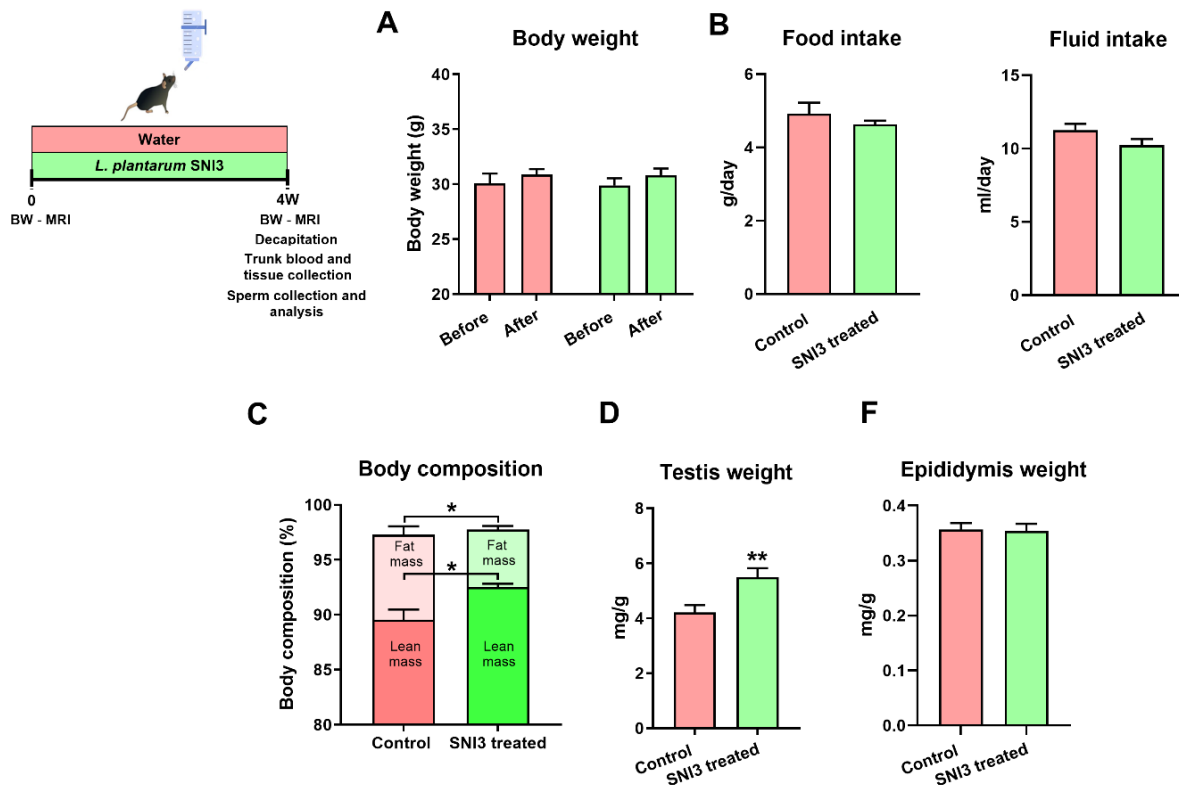 Water
L. plantarum SNI3
0
4W
BW - MRI
BW - MRI
Decapitation
Trunk blood and
tissue collection
Sperm collection and
analysis
A
Body weight
Body weight (g)
40
35
30
25
20
Before
After
Before
After
B
Food intake
g/day
6
4
2
0
Control
SNI3 treated
Fluid intake
ml/day
15
10
5
0
Control
SNI3 treated
C
Body composition
Body composition (%)
100
95
90
85
80
*
*
Fat
mass
Fat
mass
Lean
mass
Lean
mass
Control
SNI3 treated
D
Testis weight
mg/g
8
6
4
2
0
**
Control
SNI3 treated
F
Epididymis weight
mg/g
0.4
0.3
0.2
0.1
0.0
Control
SNI3 treated